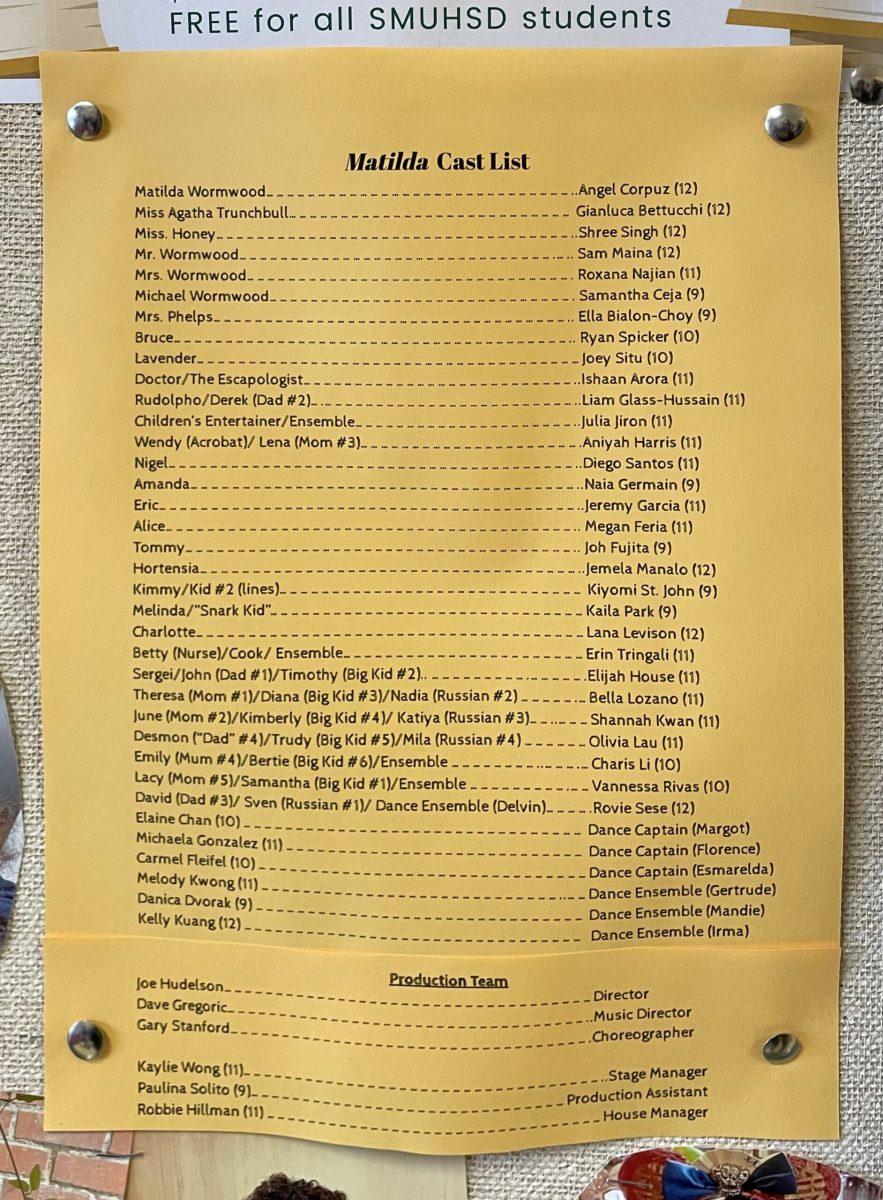 FREE for all SMUHSD students
Matilda Cast List
Matilda Wormwood Angel Corpuz (12)
Miss Agatha Trunchbull Gianluca Bettucchi (12)
Miss. Honey Shree Singh (12)
Mr. Wormwood Sam Maina (12)
Mrs. Wormwood Roxana Najian (11)
Michael Wormwood Samantha Ceja (9)
Mrs. Phelps Ella Bialon-Choy (9)
Bruce Ryan Spicker (10)
Lavender Joey Situ (10)
Doctor/The Escapologist Ishaan Arora (11)
Rudolpho/Derek (Dad #2) Liam Glass-Hussain (11)
Children's Entertainer/Ensemble Julia Jiron (11)
Wendy (Acrobat)/ Lena (Mom #3) Aniyah Harris (11)
Nigel Diego Santos (11)
Amanda Naia Germain (9)
Eric Jeremy Garcia (11)
Alice Megan Feria (11)
Tommy Joh Fujita (9)
Hortensia Jemela Manalo (12)
Kimmy/Kid #2 (lines) Kiyomi St. John (9)
Melinda/"Snark Kid" Kaila Park (9)
Charlotte Lana Levison (12)
Betty (Nurse)/Cook/ Ensemble Erin Tringali (11)
Sergei/John (Dad #1)/Timothy (Big Kid #2) Elijah House (11)
Theresa (Mom #1)/Diana (Big Kid #3)/Nadia (Russian #2) Bella Lozano (11)
June (Mom #2)/Kimberly (Big Kid #4)/ Katiya (Russian #3) Shannah Kwan (11)
Desmon ("Dad" #4)/Trudy (Big Kid #5)/Mila (Russian #4) Olivia Lau (11)
Emily (Mum #4)/Bertie (Big Kid #6)/Ensemble Charis Li (10)
Lacy (Mom #5)/Samantha (Big Kid #1)/Ensemble Vannessa Rivas (10)
David (Dad #3)/ Sven (Russian #1)/ Dance Ensemble (Delvin) Rovie Sese (12)
Elaine Chan (10) Dance Captain (Margot)
Michaela Gonzalez (11) Dance Captain (Florence)
Carmel Fleifel (10) Dance Captain (Esmarelda)
Melody Kwong (11) Dance Ensemble (Gertrude)
Danica Dvorak (9) Dance Ensemble (Mandie)
Kelly Kuang (12) Dance Ensemble (Irma)
Production Team
Joe Hudelson Director
Dave Gregoric Music Director
Gary Stanford Choreographer
Kaylie Wong (11) Stage Manager
Paulina Solito (9) Production Assistant
Robbie Hillman (11) House Manager